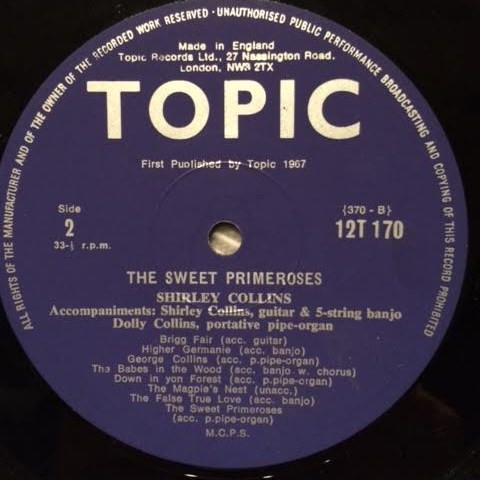 ALL RIGHTS OF THE MANUFACTURER AND OF THE OWNER OF THE RECORDED WORK RESERVED · UNAUTHORISED PUBLIC PERFORMANCE BROADCASTING AND COPYING OF THIS RECORD PROHIBITED
Made in England
Topic Records Ltd., 27 Nassington Road.
London, NW3 2TX
TOPIC
First Published by Topic 1967
Side
2
33-⅓ r.p.m.
(370 - B)
12T 170
THE SWEET PRIMEROSES
SHIRLEY COLLINS
Accompaniments: Shirley Collins, guitar & 5-string banjo
Dolly Collins, portative pipe-organ
Brigg Fair (acc. guitar)
Higher Germanie (acc. banjo)
George Collins (acc. p.pipe-organ)
The Babes in the Wood (acc. banjo w. chorus)
Down in yon Forest (acc. p.pipe-organ)
The Magpie's Nest (unacc.)
The False True Love (acc. banjo)
The Sweet Primeroses
(acc. p.pipe-organ)
M.C.P.S.